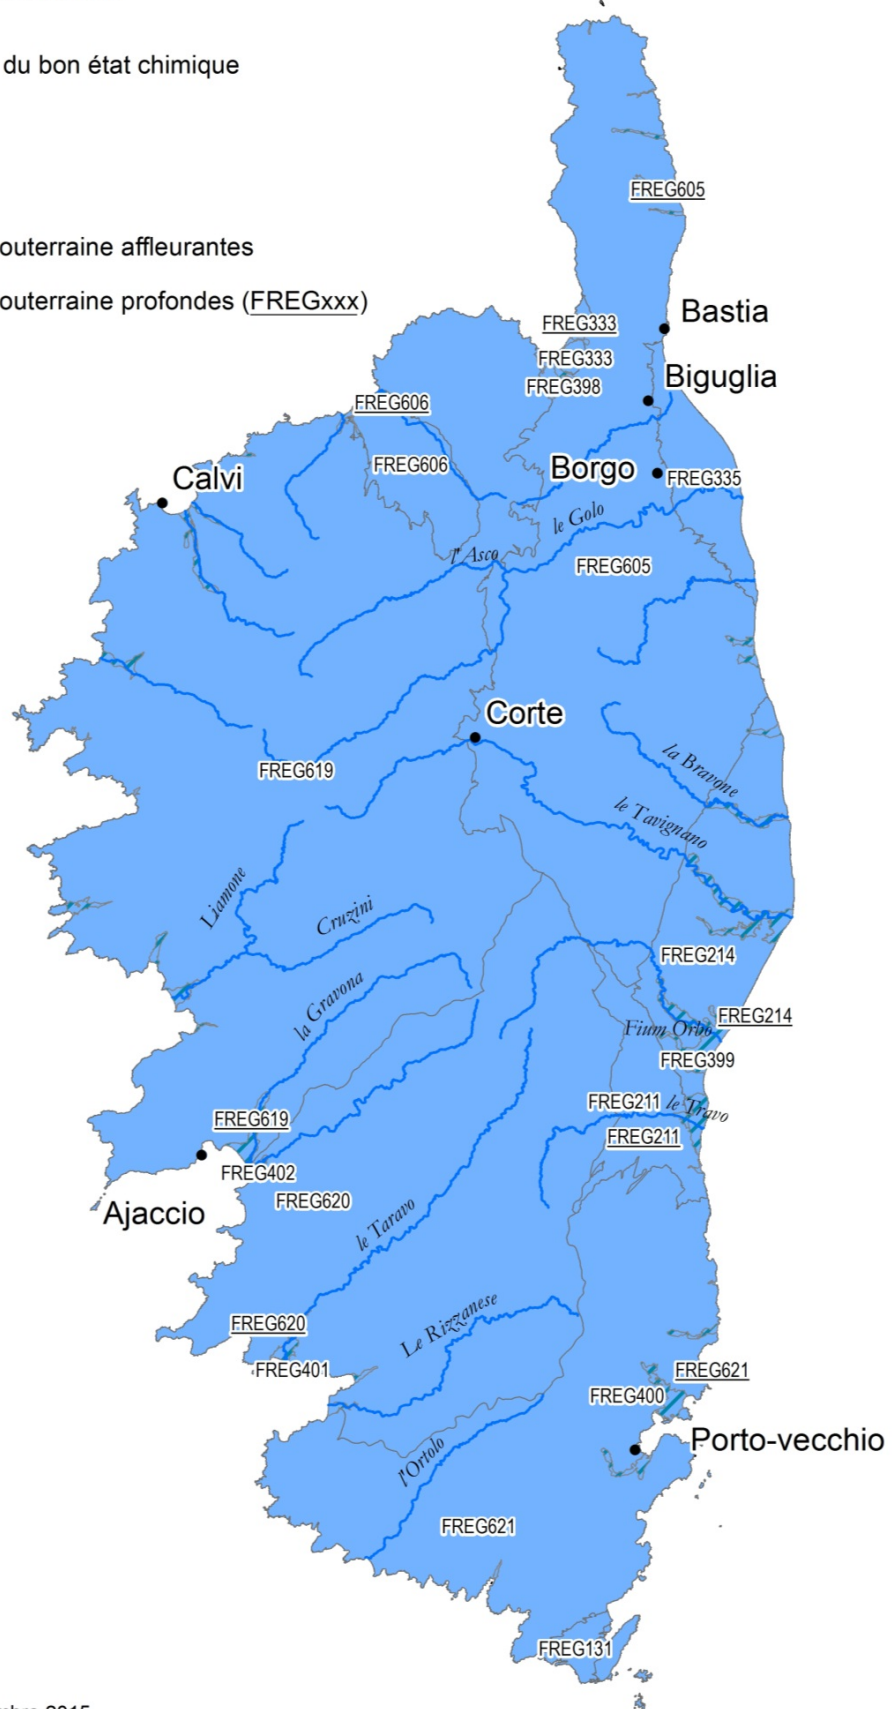 du bon état chimique
FREG605
outerraine affleurantes
outerraine profondes (FREGxxx)
Bastia
FREG333
FREG333
Biguglia
FREG398
FREG606
FREG606
Borgo
Calvi
FREG335
le Golo
l'Asco
FREG605
Corte
FREG619
la Bravone
le Tavignano
Liamone
Cruzini
FREG214
la Gravona
FREG214
Fium Orbo
FREG399
FREG211
le Travo
FREG619
FREG211
FREG402
FREG620
Ajaccio
le Taravo
FREG620
Le Rizzanese
FREG401
FREG621
FREG400
Porto-vecchio
l'Ortolo
FREG621
FREG131